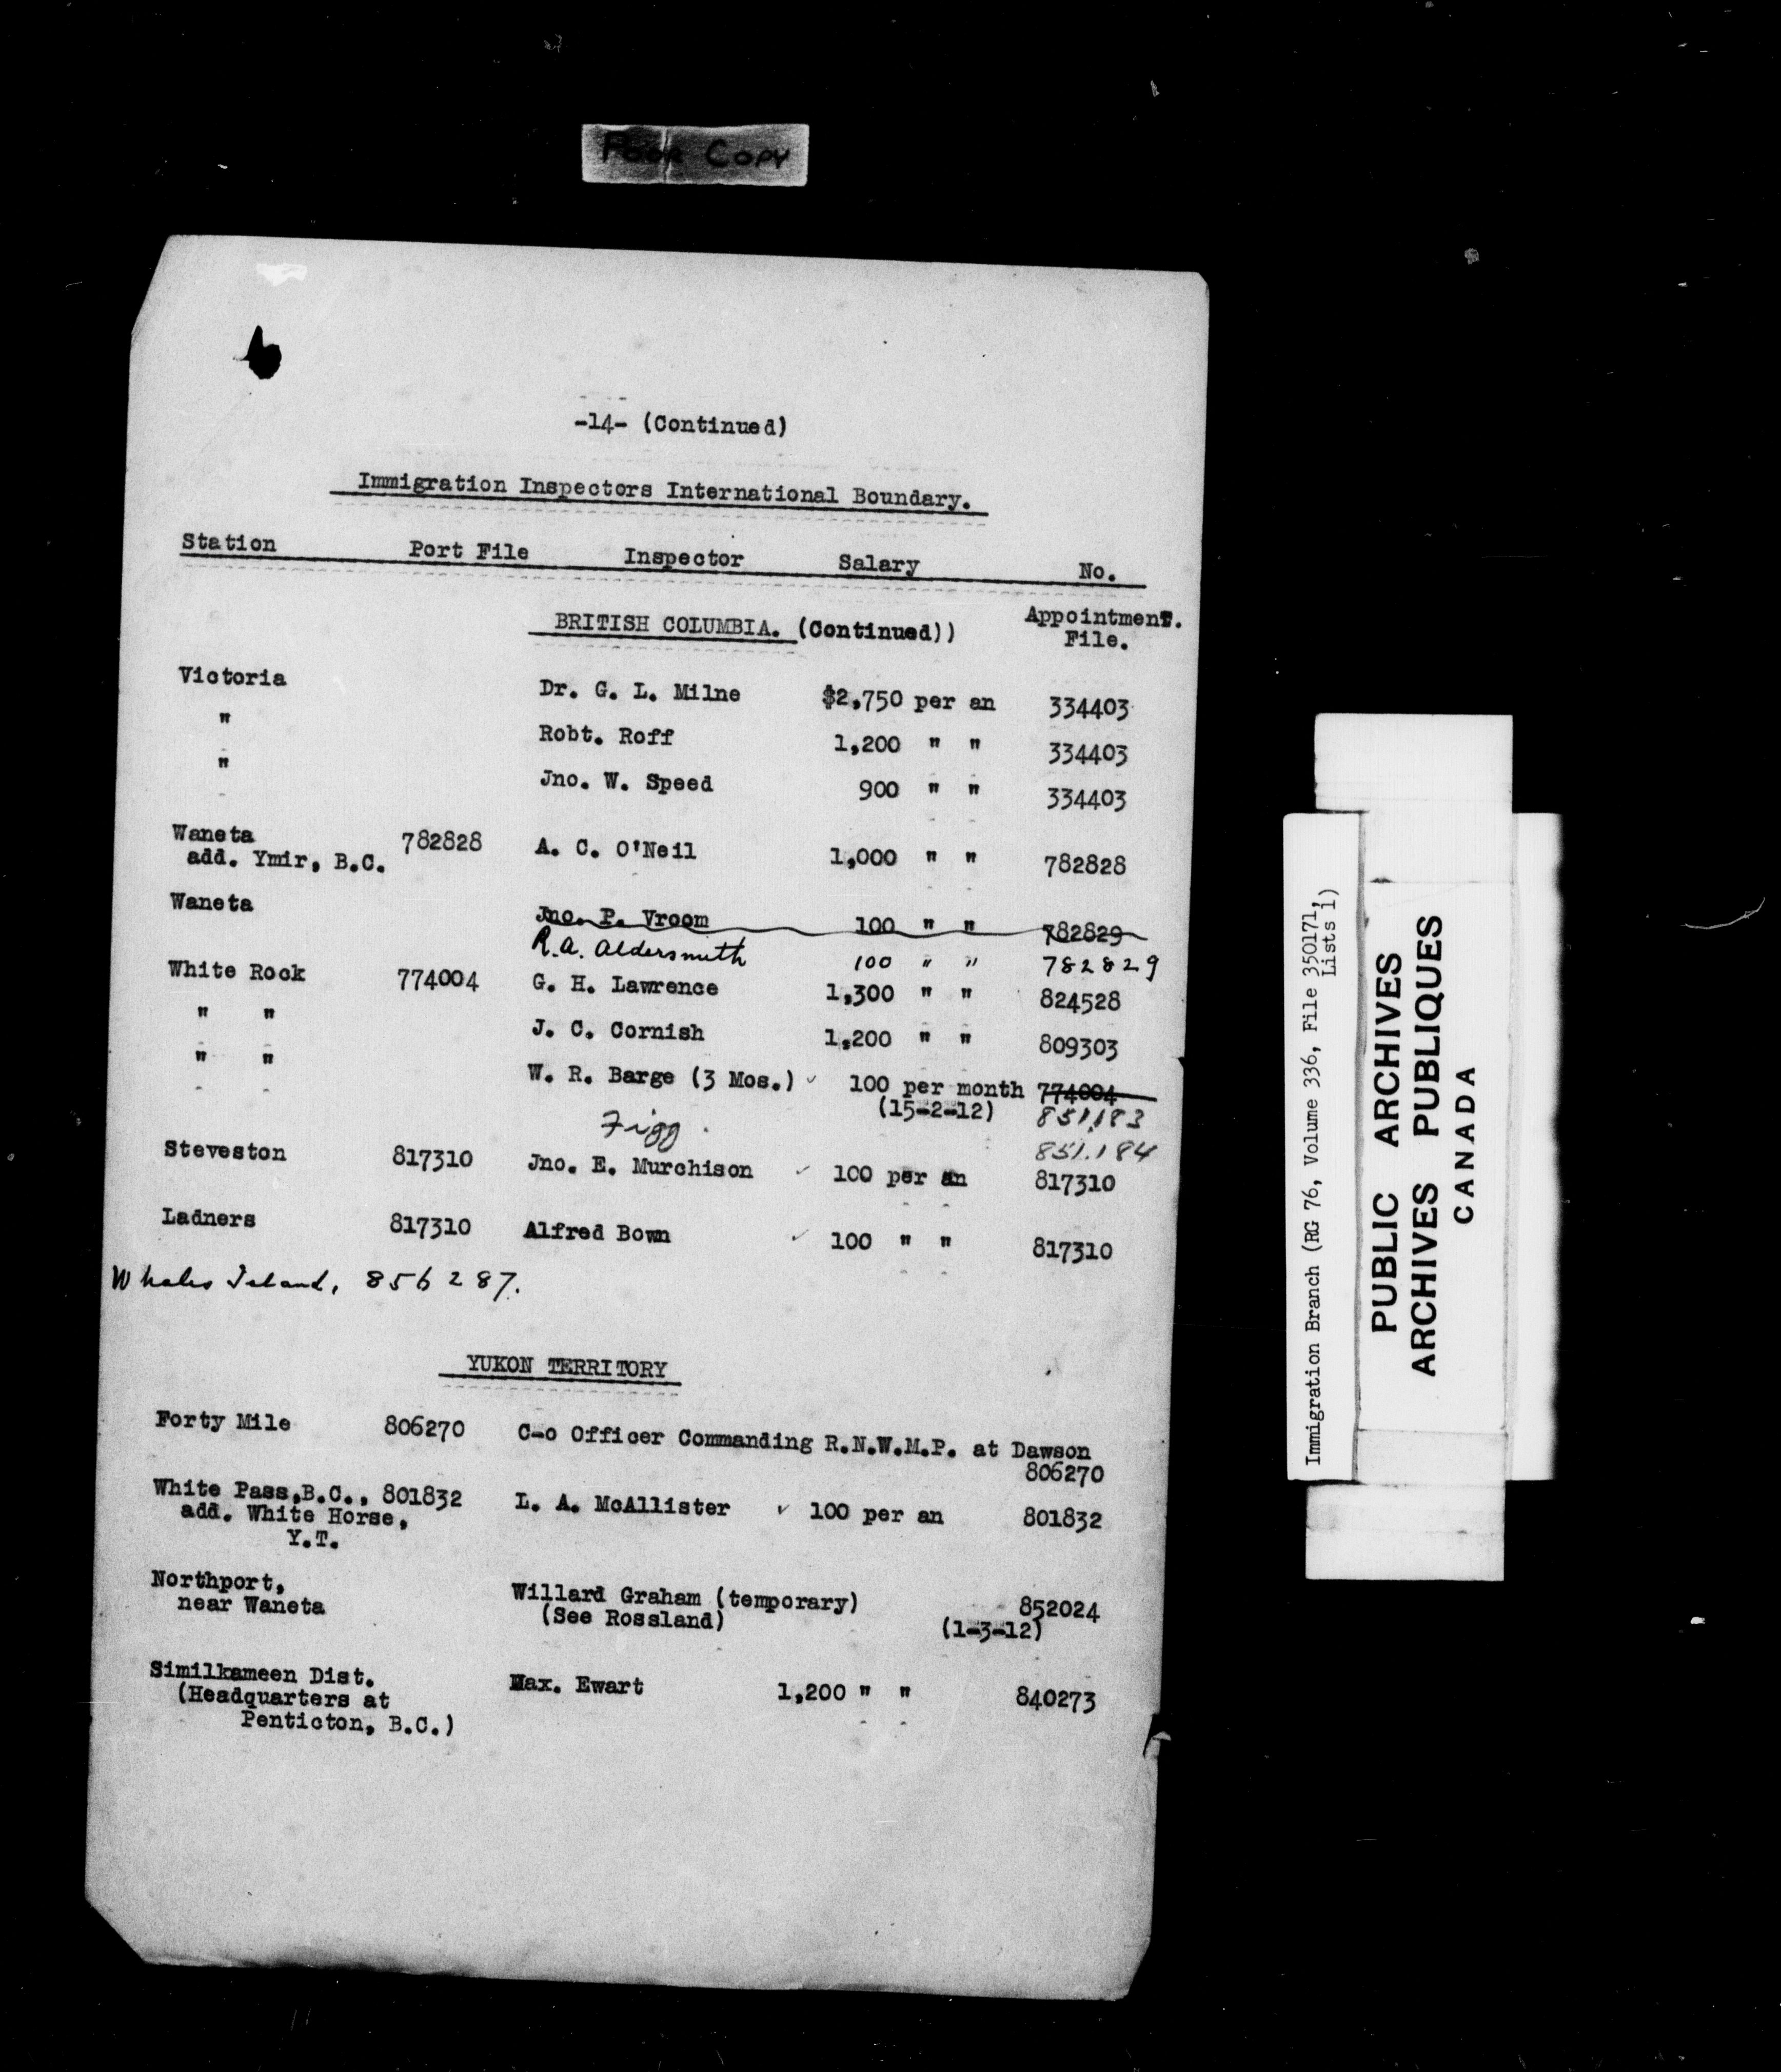 Poor Copy
-14- (Continued)
Immigration Inspectors International Boundary.
Station Port File Inspector Salary No.
BRITISH COLUMBIA. (Continued)) Appointment.
File.
Victoria Dr. G. L. Milne $2,750 per an 334403
" Robt. Roff 1,200 " " 334403
" Jno. W. Speed 900 " " 334403
Waneta 782828 A. C. O'Neil 1,000 " " 782828
add. Ymir, B.C.
Waneta Jno. P. Vroom 100 " " 782829
R.A. Aldersmith 100 " " 782829
White Rock 774004 G. H. Lawrence 1,300 " " 824528
" " J. C. Cornish 1,200 " " 809303
" " W. R. Barge (3 Mos.) 100 per month 774004
(15-2-12) 851,183
Figg. 851.184
Steveston 817310 Jno. E. Murchison 100 per an 817310
Ladners 817310 Alfred Bown 100 " " 817310
Whales Island, 856287.
YUKON TERRITORY
Forty Mile 806270 C-o Officer Commanding R.N.W.M.P. at Dawson
806270
White Pass,B.C., 801832 L. A. McAllister 100 per an 801832
add. White Horse,
Y.T.
Northport, Willard Graham (temporary) 852024
near Waneta (See Rossland) (1-3-12)
Similkameen Dist. Max. Ewart 1,200 " " 840273
(Headquarters at
Penticton, B.C.)
Immigration Branch (RG 76, Volume 336, File 350171,
Lists 1)
PUBLIC ARCHIVES
ARCHIVES PUBLIQUES
CANADA